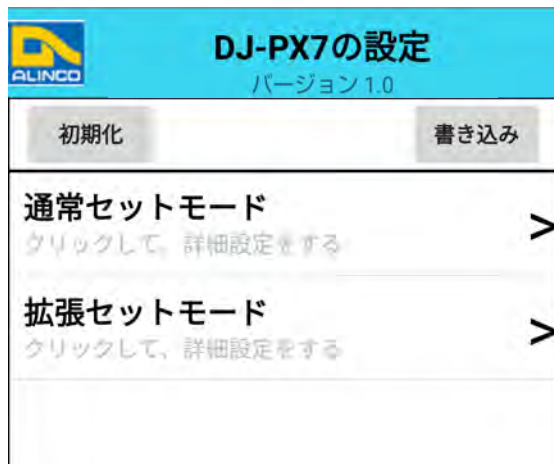 ALINCO
DJ-PX7の設定
バージョン 1.0
初期化
書き込み
通常セットモード
クリックして、詳細設定をする
>
拡張セットモード
クリックして、詳細設定をする
>